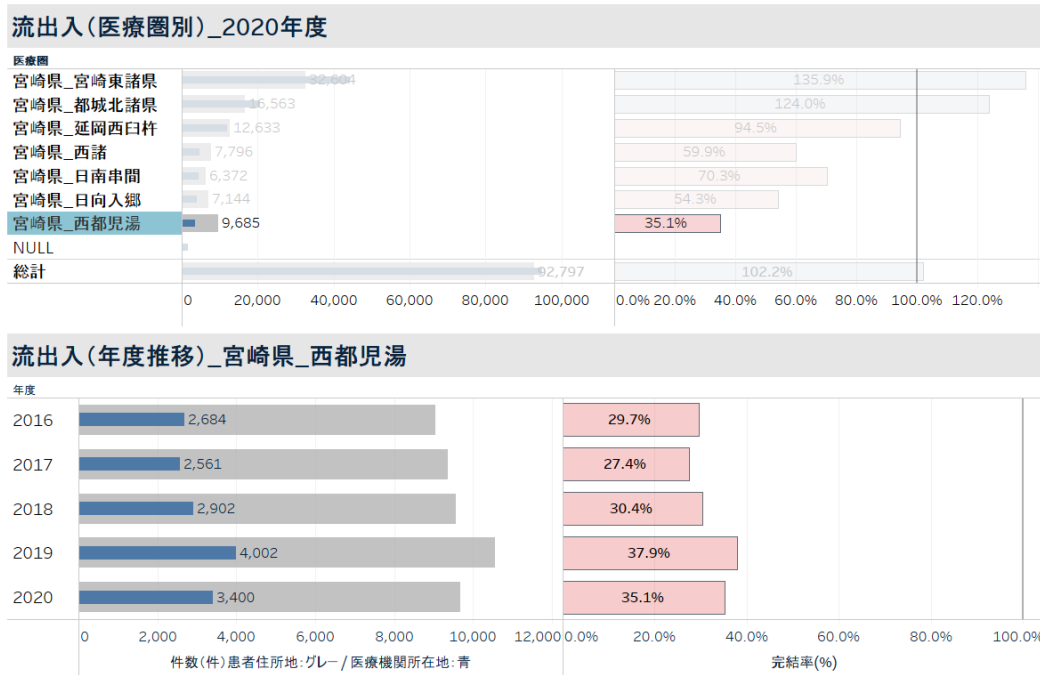 流出入(医療圏別)_2020年度
医療圏
宮崎県_宮崎東諸県 32,604 135.9%
宮崎県_都城北諸県 16,563 124.0%
宮崎県_延岡西臼杵 12,633 94.5%
宮崎県_西諸 7,796 59.9%
宮崎県_日南串間 6,372 70.3%
宮崎県_日向入郷 7,144 54.3%
宮崎県_西都児湯 9,685 35.1%
NULL
総計 92,797 102.2%
0 20,000 40,000 60,000 80,000 100,000 0.0% 20.0% 40.0% 60.0% 80.0% 100.0% 120.0%
流出入(年度推移)_宮崎県_西都児湯
年度
2016 2,684 29.7%
2017 2,561 27.4%
2018 2,902 30.4%
2019 4,002 37.9%
2020 3,400 35.1%
0 2,000 4,000 6,000 8,000 10,000 12,000 0.0% 20.0% 40.0% 60.0% 80.0% 100.0%
件数(件)患者住所地:グレー/医療機関所在地:青 完結率(%)